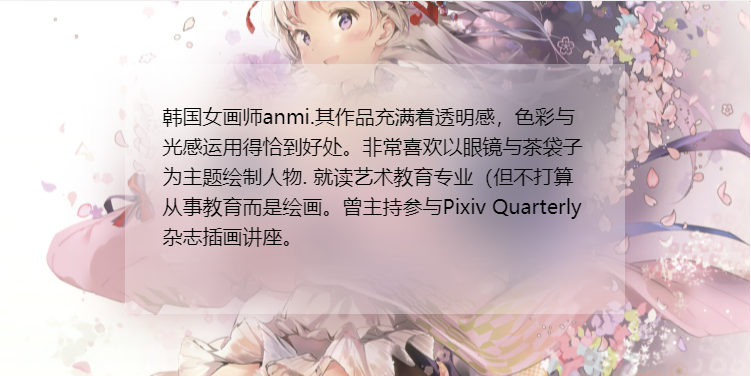 韩国女画师anmi.其作品充满着透明感，色彩与
光感运用得恰到好处。非常喜欢以眼镜与茶袋子
为主题绘制人物. 就读艺术教育专业（但不打算
从事教育而是绘画。曾主持参与Pixiv Quarterly
杂志插画讲座。